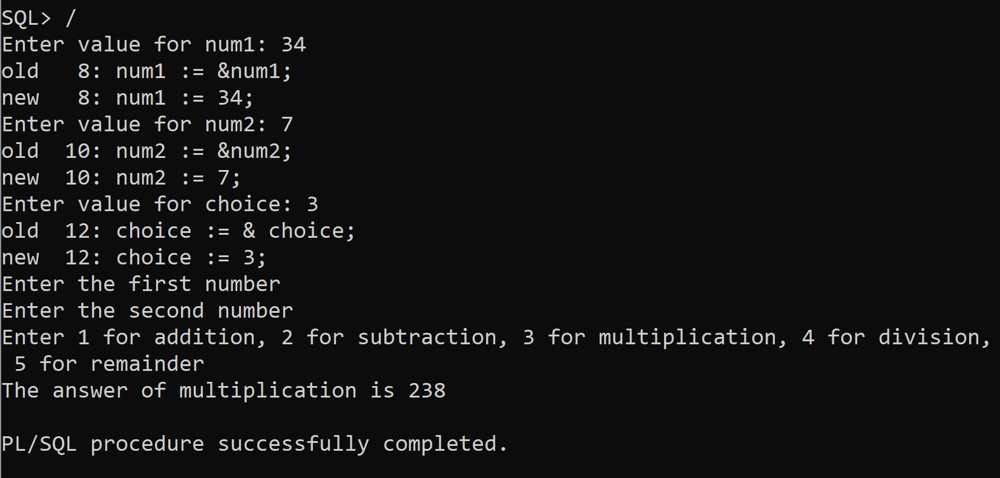 SQL> /
Enter value for num1: 34
old   8: num1 := &num1;
new   8: num1 := 34;
Enter value for num2: 7
old  10: num2 := &num2;
new  10: num2 := 7;
Enter value for choice: 3
old  12: choice := & choice;
new  12: choice := 3;
Enter the first number
Enter the second number
Enter 1 for addition, 2 for subtraction, 3 for multiplication, 4 for division,
 5 for remainder
The answer of multiplication is 238

PL/SQL procedure successfully completed.